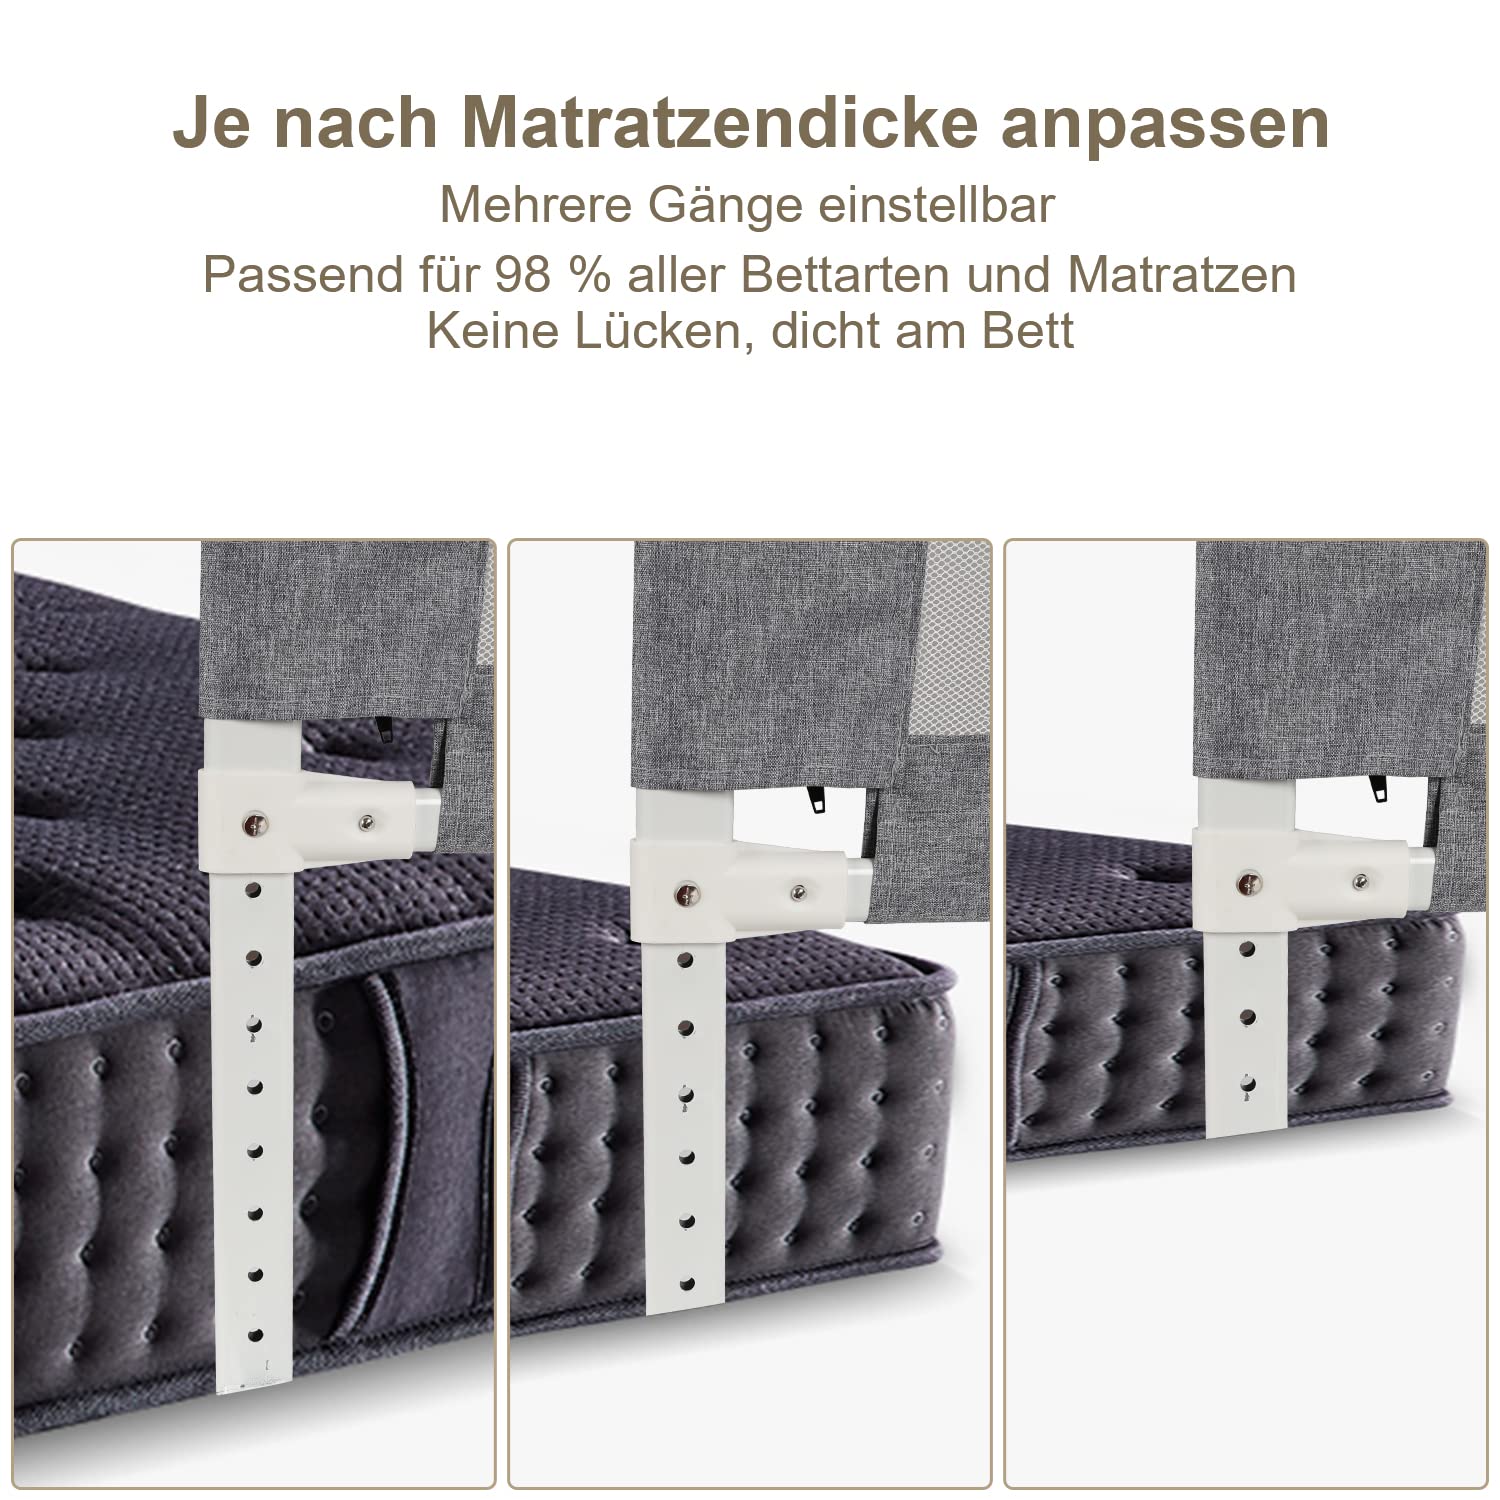 Je nach Matratzendicke anpassen
Mehrere Gänge einstellbar
Passend für 98 % aller Bettarten und Matratzen
Keine Lücken, dicht am Bett